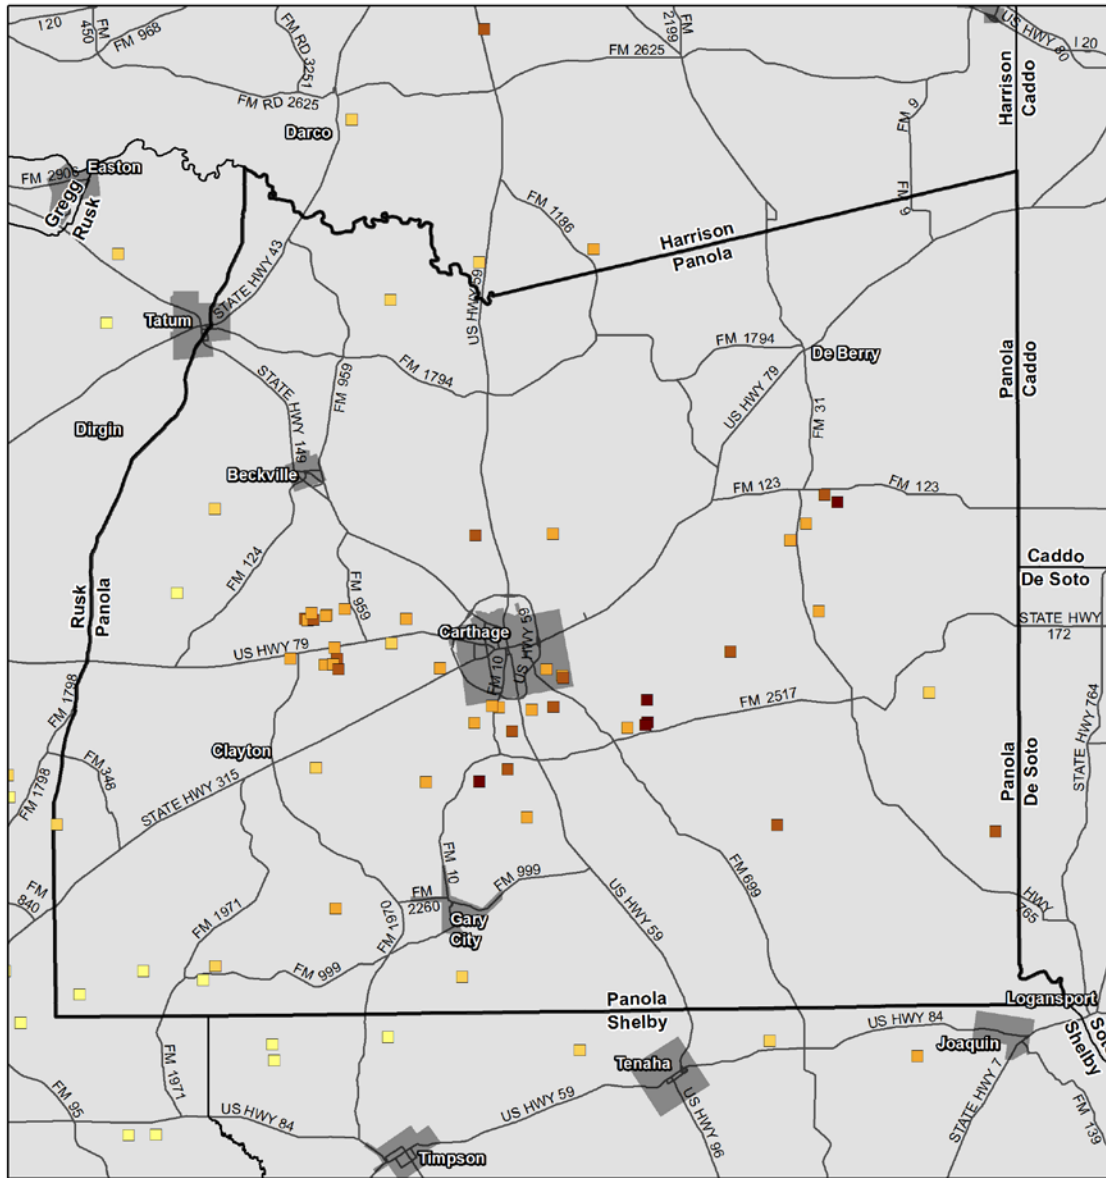 I 20
FM
450
FM 968
FM RD 3251
FM
2199
US HWY 80
I 20
FM 2625
FM RD 2625
Harrison
Caddo
Darco
FM 9
Easton
FM 2906
Gregg
Rusk
FM 9
FM 1186
Harrison
Panola
STATE HWY 43
US HWY 59
Tatum
FM 1794
De Berry
Panola
Caddo
FM 959
FM 1794
STATE HWY 149
US HWY 79
FM 31
Dirgin
Beckville
FM 123
FM 123
FM 124
Caddo
De Soto
FM 959
Rusk
Panola
STATE HWY
172
Carthage
US HWY 59
US HWY 79
FM 10
FM 2517
FM 1798
STATE HWY 764
Clayton
FM 348
FM 1798
STATE HWY 315
Panola
De Soto
FM 10
FM 999
FM 699
FM
840
FM
2260
HWY
765
FM 1971
FM 1970
Gary
City
US HWY 59
FM 999
Panola
Shelby
Logansport
US HWY 84
Joaquin
Soto
Shelby
Tenaha
FM 1971
STATE HWY 7
FM 95
US HWY 84
US HWY 59
US HWY 96
FM 139
Timpson